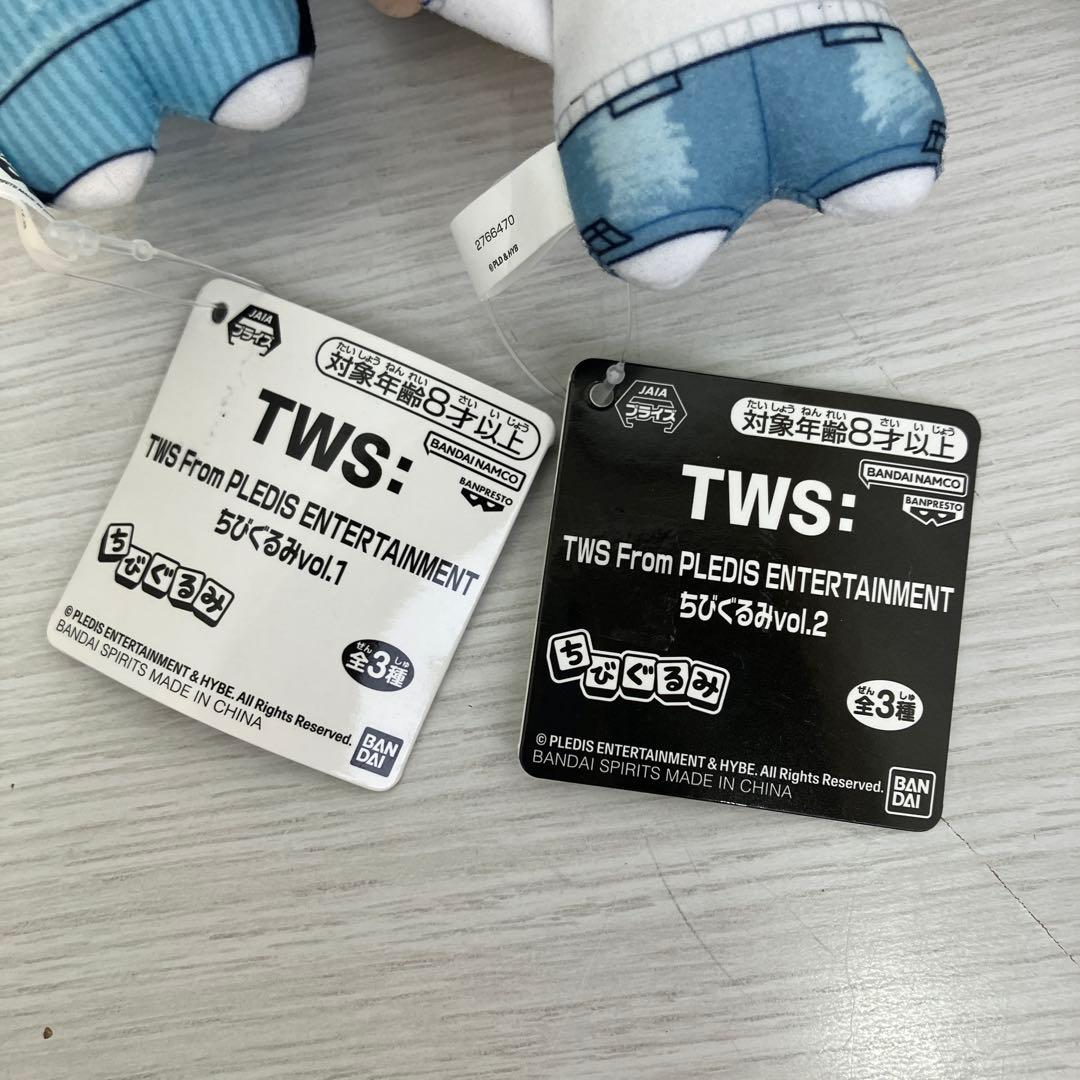 2766470
© PLD & HYB
JAIA
プライズ
たいしょうねんれい さい いじょう
対象年齢8才以上
TWS:
BANDAI NAMCO
BANPRESTO
TWS From PLEDIS ENTERTAINMENT
ちびぐるみvol.1
ちびぐるみ
ぜん しゅ
全3種
© PLEDIS ENTERTAINMENT & HYBE. All Rights Reserved.
BANDAI SPIRITS MADE IN CHINA
BAN
DAI
JAIA
プライズ
たいしょうねんれい さい いじょう
対象年齢8才以上
TWS:
BANDAI NAMCO
BANPRESTO
TWS From PLEDIS ENTERTAINMENT
ちびぐるみvol.2
ちびぐるみ
ぜん しゅ
全3種
© PLEDIS ENTERTAINMENT & HYBE. All Rights Reserved.
BANDAI SPIRITS MADE IN CHINA
BAN
DAI